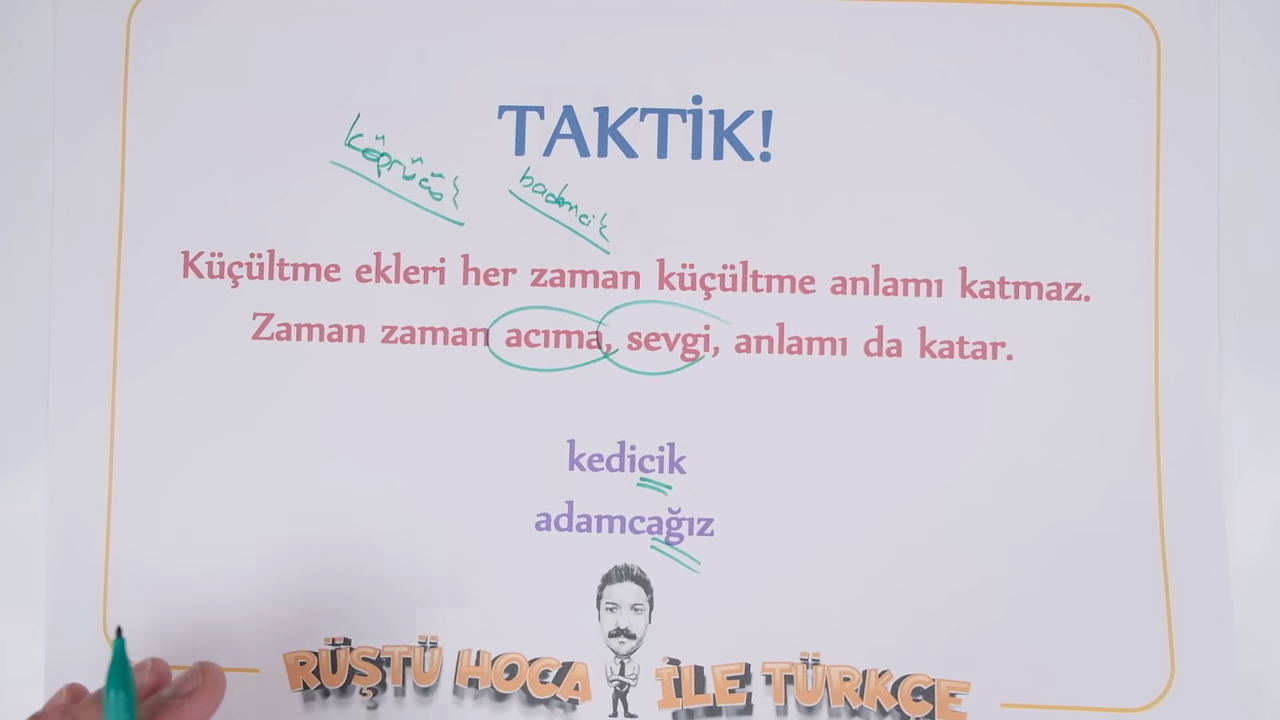 TAKTİK!
köprücük
bademcik
Küçültme ekleri her zaman küçültme anlamı katmaz.
Zaman zaman acıma, sevgi, anlamı da katar.
kedicik
adamcağız
RÜŞTÜ HOCA İLE TÜRKÇE